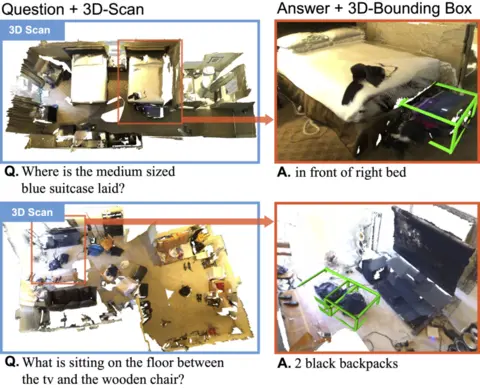 Question + 3D-Scan
Answer + 3D-Bounding Box
3D Scan
Q. Where is the medium sized
blue suitcase laid?
A. in front of right bed
3D Scan
Q. What is sitting on the floor between
the tv and the wooden chair?
A. 2 black backpacks